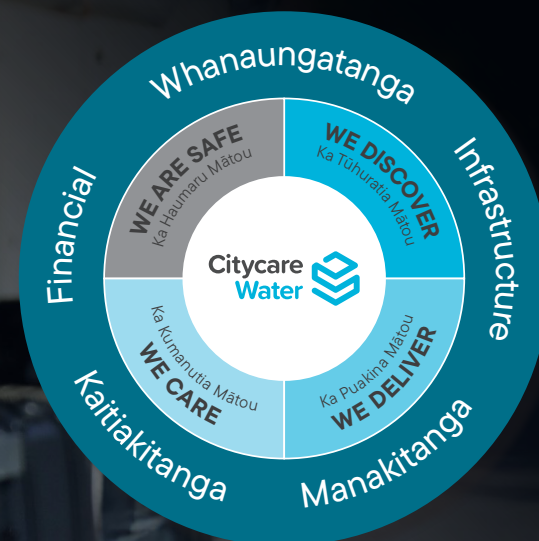 Whanaungatanga
Infrastructure
Manakitanga
Kaitiakitanga
Financial
WE ARE SAFE
Ka Haumaru Mātou
WE DISCOVER
Ka Tūhuratia Mātou
Ka Puakina Mātou
WE DELIVER
Ka Kumanutia Mātou
WE CARE
Citycare
Water